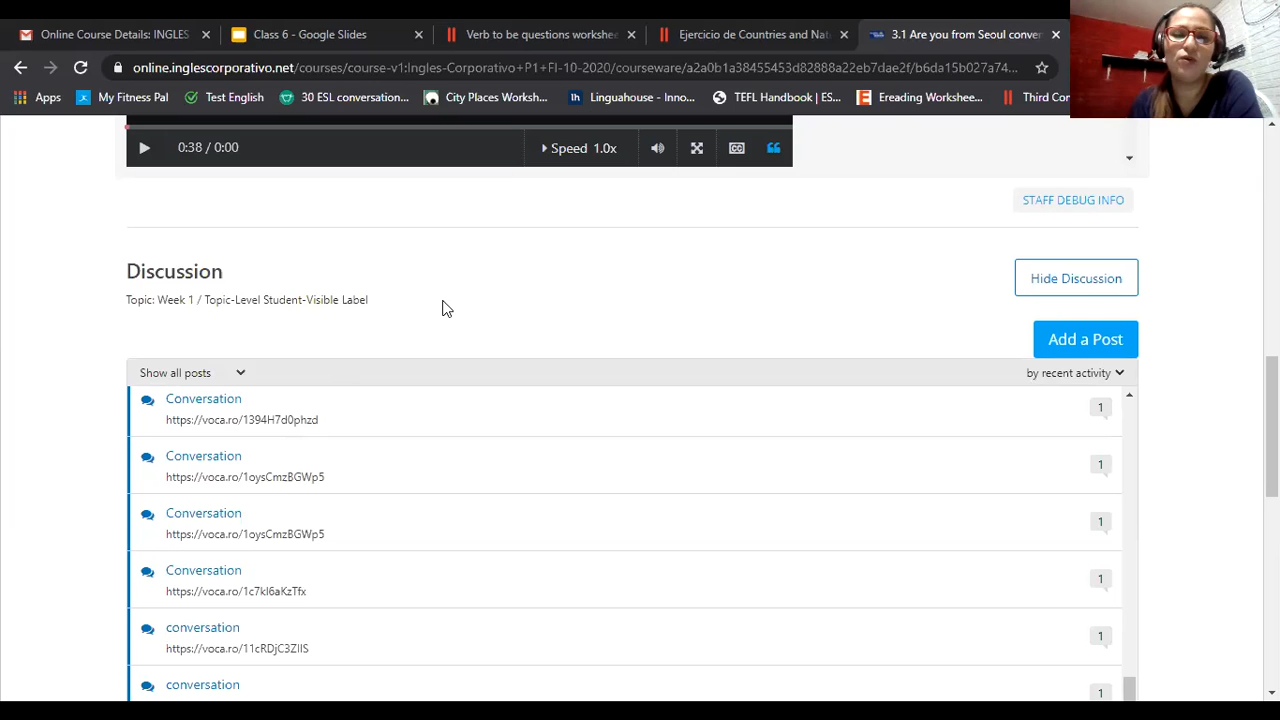 Online Course Details: INGLES
Class 6 - Google Slides
Verb to be questions workshee
Ejercicio de Countries and Nat
3.1 Are you from Seoul conver
online.inglescorporativo.net/courses/course-v1:Ingles-Corporativo+P1+FI-10-2020/courseware/a2a0b1a38455453d82888a22eb7dae2f/b6da15b027a74...
Apps
My Fitness Pal
Test English
30 ESL conversation...
City Places Worksh...
Linguahouse - Inno...
TEFL Handbook | ES...
Ereading Workshee...
Third Con
0:38 / 0:00
Speed 1.0x
STAFF DEBUG INFO
Discussion
Hide Discussion
Topic: Week 1 / Topic-Level Student-Visible Label
Add a Post
Show all posts
by recent activity
Conversation
1
https://voca.ro/1394H7d0phzd
Conversation
1
https://voca.ro/1oysCmzBGWp5
Conversation
1
https://voca.ro/1oysCmzBGWp5
Conversation
1
https://voca.ro/1c7kI6aKzTfx
conversation
1
https://voca.ro/11cRDjC3ZIIS
conversation
1